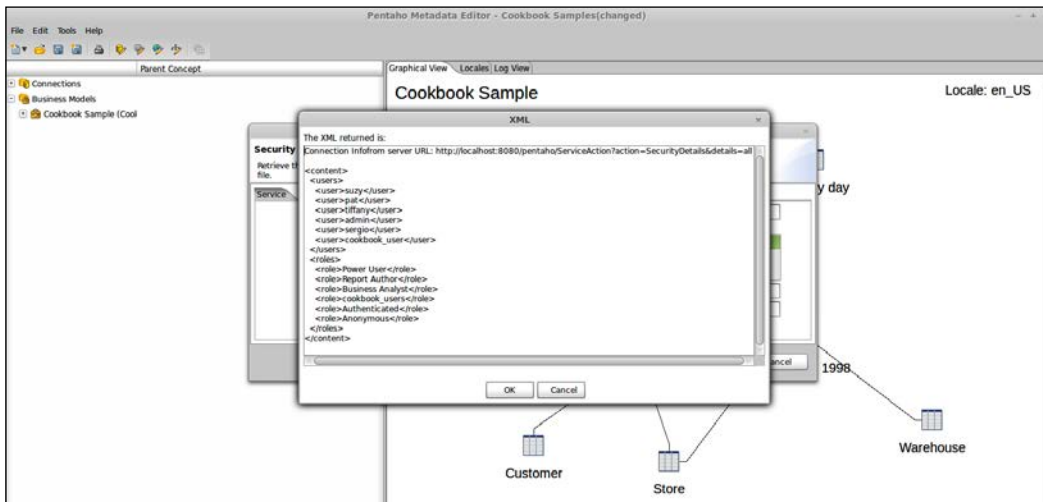 Pentaho Metadata Editor - Cookbook Samples(changed)
File Edit Tools Help
Parent Concept
Graphical View Locales Log View
Connections
Business Models
Cookbook Sample (Cool
Cookbook Sample
Locale: en_US
XML
Security
Retrieve th
file.
Service
The XML returned is:
Connection Infofrom server URL: http://localhost:8080/pentaho/ServiceAction?action=SecurityDetails&details=all
<content>
<users>
<user>suzy</user>
<user>pat</user>
<user>tiffany</user>
<user>admin</user>
<user>sergio</user>
<user>cookbook_user</user>
</users>
<roles>
<role>Power User</role>
<role>Report Author</role>
<role>Business Analyst</role>
<role>cookbook_users</role>
<role>Authenticated</role>
<role>Anonymous</role>
</roles>
</content>
OK Cancel
y day
ancel
1998
Customer
Store
Warehouse